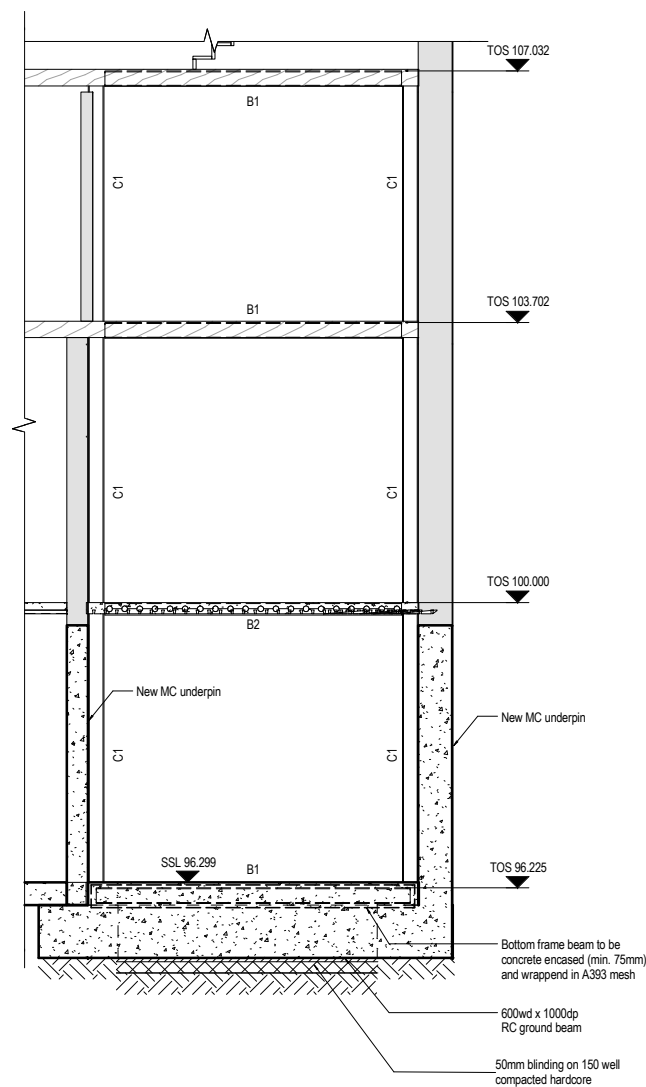 TOS 107.032
B1
C1
C1
TOS 103.702
B1
C1
C1
TOS 100.000
B2
New MC underpin
New MC underpin
C1
C1
SSL 96.299
B1
TOS 96.225
Bottom frame beam to be
concrete encased (min. 75mm)
and wrappend in A393 mesh
600wd x 1000dp
RC ground beam
50mm blinding on 150 well
compacted hardcore